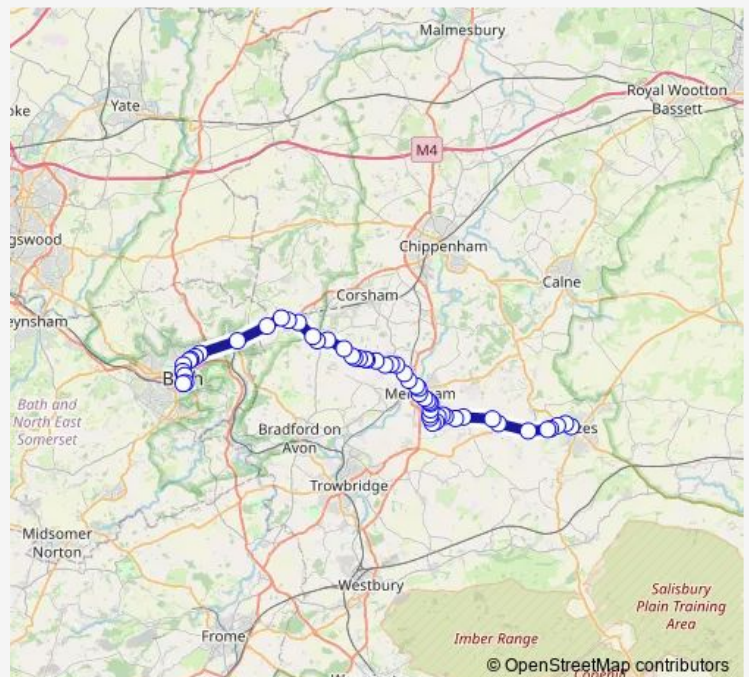 Malmesbury
Royal Wootton
Bassett
Yate
M4
Chippenham
Calne
Corsham
Bath and
North East
Somerset
Bradford on
Avon
Trowbridge
Midsomer
Norton
Westbury
Salisbury
Plain Training
Area
Frome
Imber Range
© OpenStreetMap contributors